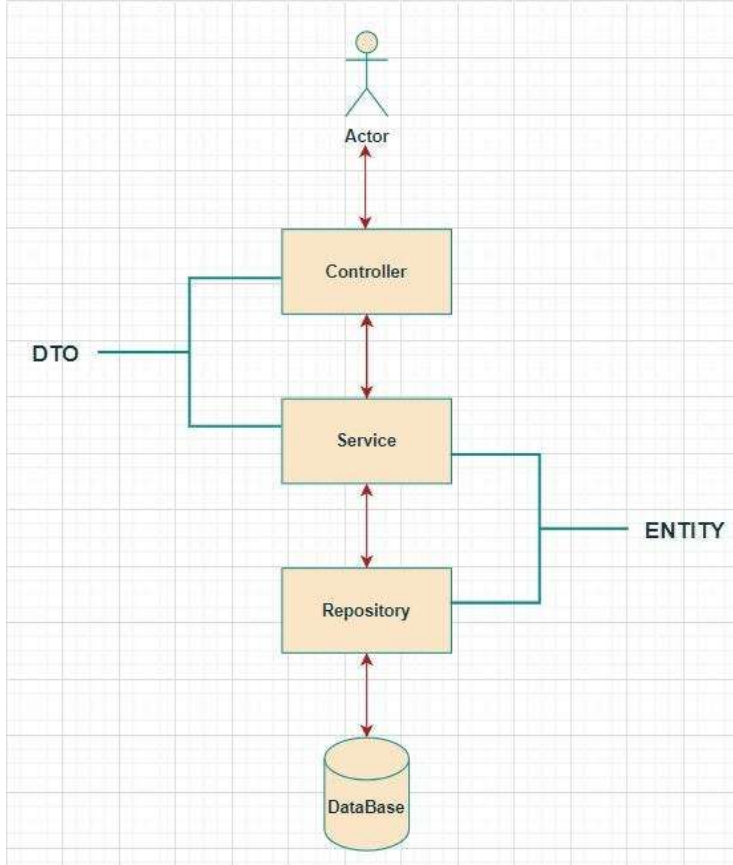 Actor
Controller
DTO
Service
ENTITY
Repository
DataBase